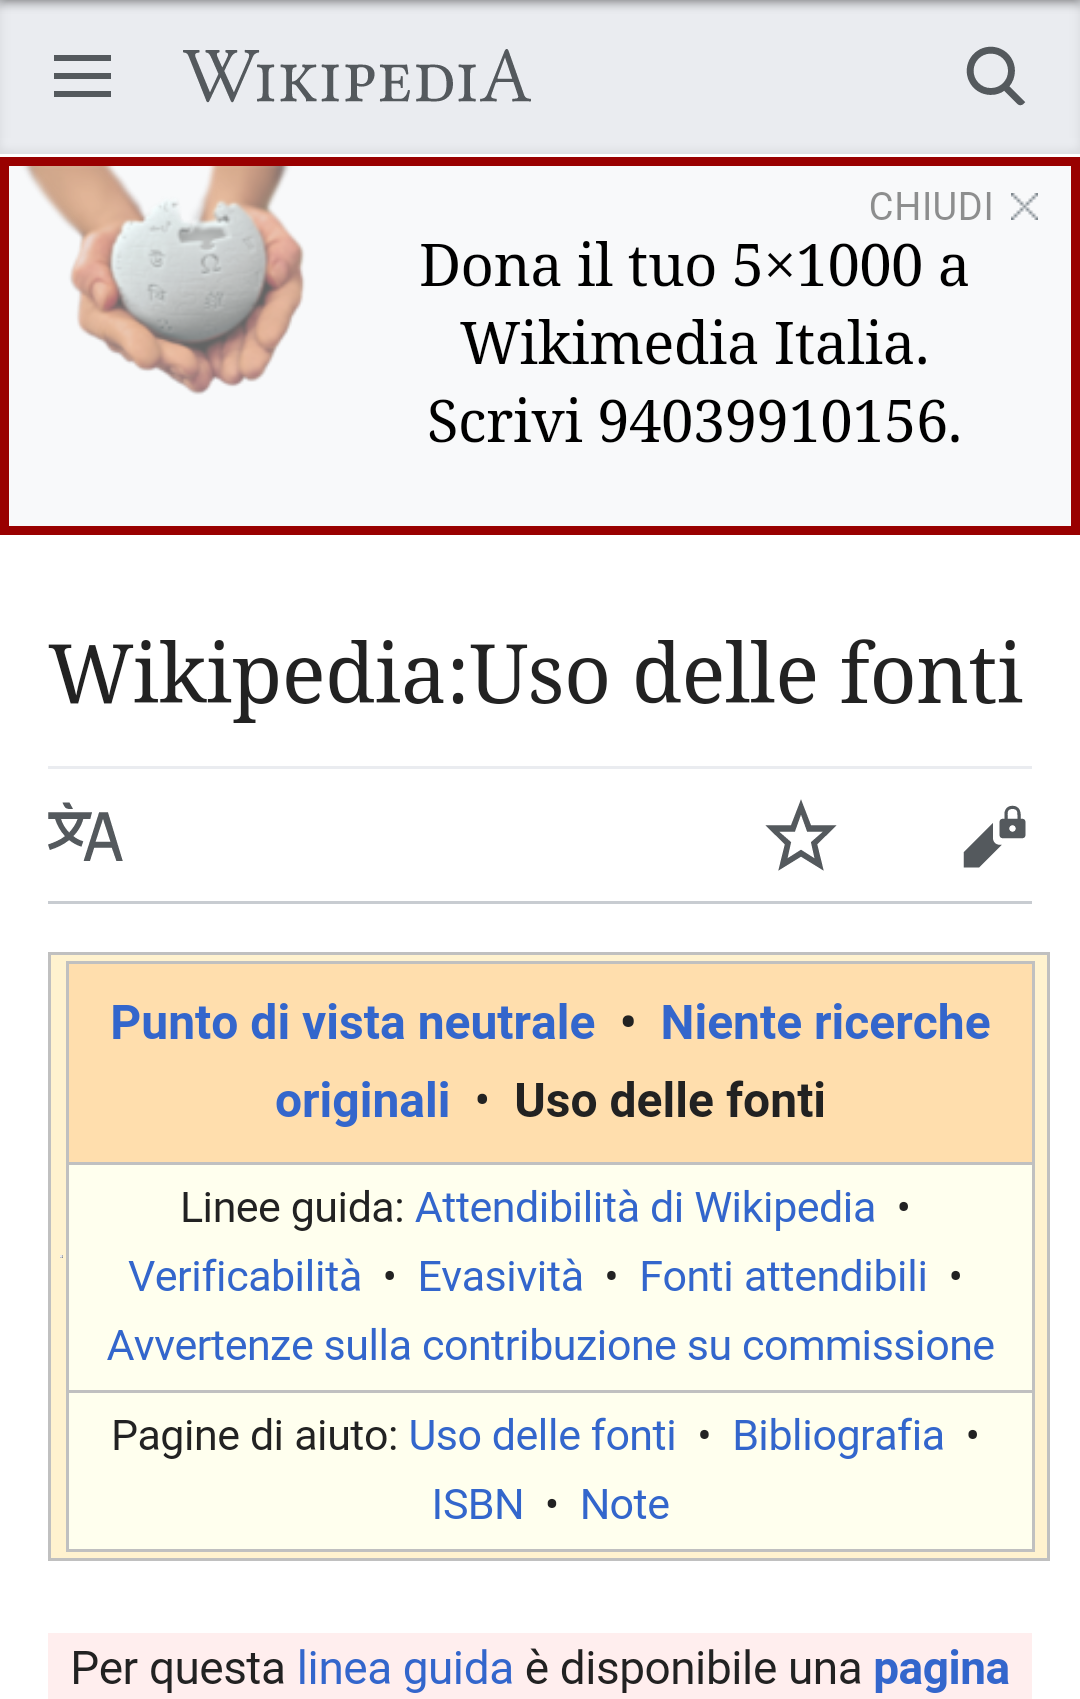 WIKIPEDIA
CHIUDI
Dona il tuo 5×1000 a
Wikimedia Italia.
Scrivi 94039910156.
Wikipedia:Uso delle fonti
Punto di vista neutrale • Niente ricerche
originali • Uso delle fonti
Linee guida: Attendibilità di Wikipedia •
Verificabilità • Evasività • Fonti attendibili •
Avvertenze sulla contribuzione su commissione
Pagine di aiuto: Uso delle fonti • Bibliografia •
ISBN • Note
Per questa linea guida è disponibile una pagina